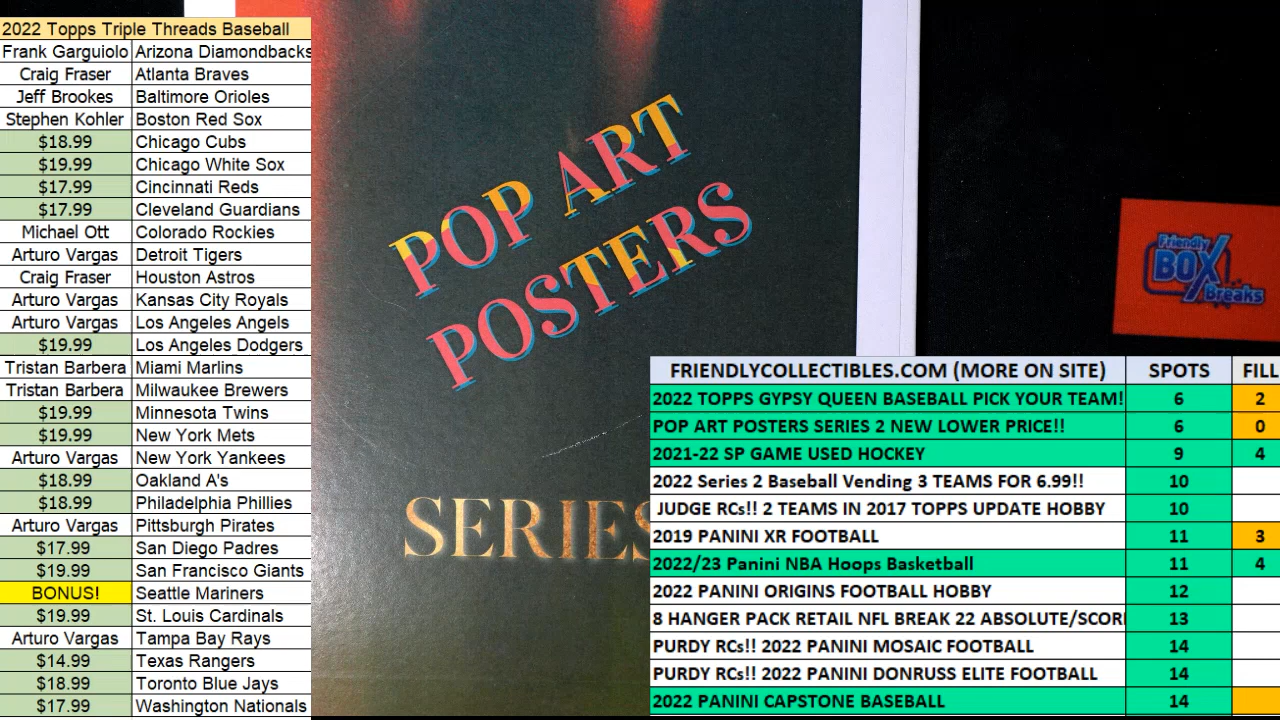 2022 Topps Triple Threads Baseball
Frank Garguiolo Arizona Diamondbacks
Craig Fraser Atlanta Braves
Jeff Brookes Baltimore Orioles
Stephen Kohler Boston Red Sox
$18.99 Chicago Cubs
$19.99 Chicago White Sox
$17.99 Cincinnati Reds
$17.99 Cleveland Guardians
Michael Ott Colorado Rockies
Arturo Vargas Detroit Tigers
Craig Fraser Houston Astros
Arturo Vargas Kansas City Royals
Arturo Vargas Los Angeles Angels
$19.99 Los Angeles Dodgers
Tristan Barbera Miami Marlins
Tristan Barbera Milwaukee Brewers
$19.99 Minnesota Twins
$19.99 New York Mets
Arturo Vargas New York Yankees
$18.99 Oakland A's
$18.99 Philadelphia Phillies
Arturo Vargas Pittsburgh Pirates
$17.99 San Diego Padres
$19.99 San Francisco Giants
BONUS! Seattle Mariners
$19.99 St. Louis Cardinals
Arturo Vargas Tampa Bay Rays
$14.99 Texas Rangers
$18.99 Toronto Blue Jays
$17.99 Washington Nationals
POP ART
POSTERS
SERIES
Friendly
BOX
Breaks
FRIENDLYCOLLECTIBLES.COM (MORE ON SITE) SPOTS FILL
2022 TOPPS GYPSY QUEEN BASEBALL PICK YOUR TEAM! 6 2
POP ART POSTERS SERIES 2 NEW LOWER PRICE!! 6 0
2021-22 SP GAME USED HOCKEY 9 4
2022 Series 2 Baseball Vending 3 TEAMS FOR 6.99!! 10
JUDGE RCs!! 2 TEAMS IN 2017 TOPPS UPDATE HOBBY 10
2019 PANINI XR FOOTBALL 11 3
2022/23 Panini NBA Hoops Basketball 11 4
2022 PANINI ORIGINS FOOTBALL HOBBY 12
8 HANGER PACK RETAIL NFL BREAK 22 ABSOLUTE/SCORE 13
PURDY RCs!! 2022 PANINI MOSAIC FOOTBALL 14
PURDY RCs!! 2022 PANINI DONRUSS ELITE FOOTBALL 14
2022 PANINI CAPSTONE BASEBALL 14